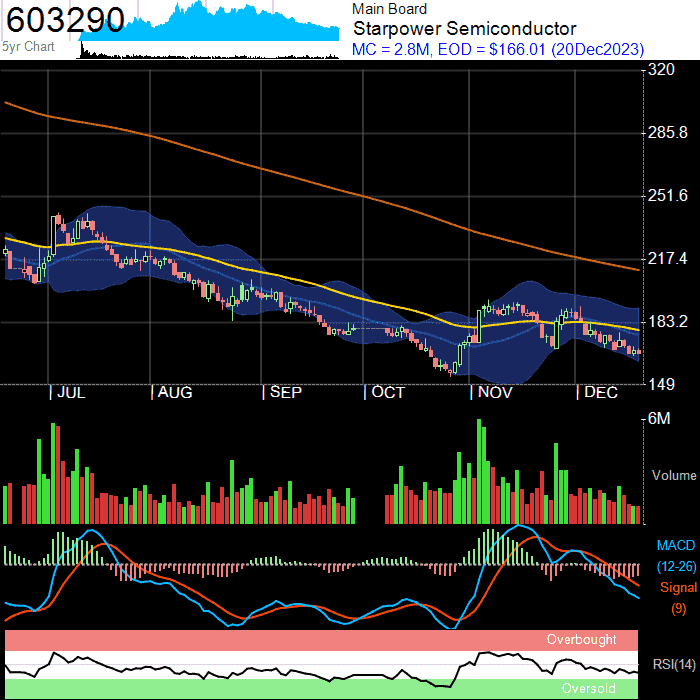 603290
5yr Chart
Main Board
Starpower Semiconductor
MC = 2.8M, EOD = $166.01 (20Dec2023)
320
285.8
251.6
217.4
183.2
149
JUL AUG SEP OCT NOV DEC
6M
Volume
MACD
(12-26)
Signal
(9)
Overbought
RSI(14)
Oversold